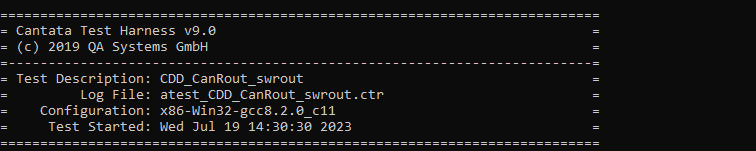 ===========================================================================
= Cantata Test Harness v9.0                                               =
= (c) 2019 QA Systems GmbH                                                =
=-------------------------------------------------------------------------=
= Test Description: CDD_CanRout_swrout                                    =
=         Log File: atest_CDD_CanRout_swrout.ctr                          =
=    Configuration: x86-Win32-gcc8.2.0_c11                                =
=     Test Started: Wed Jul 19 14:30:30 2023                              =
===========================================================================